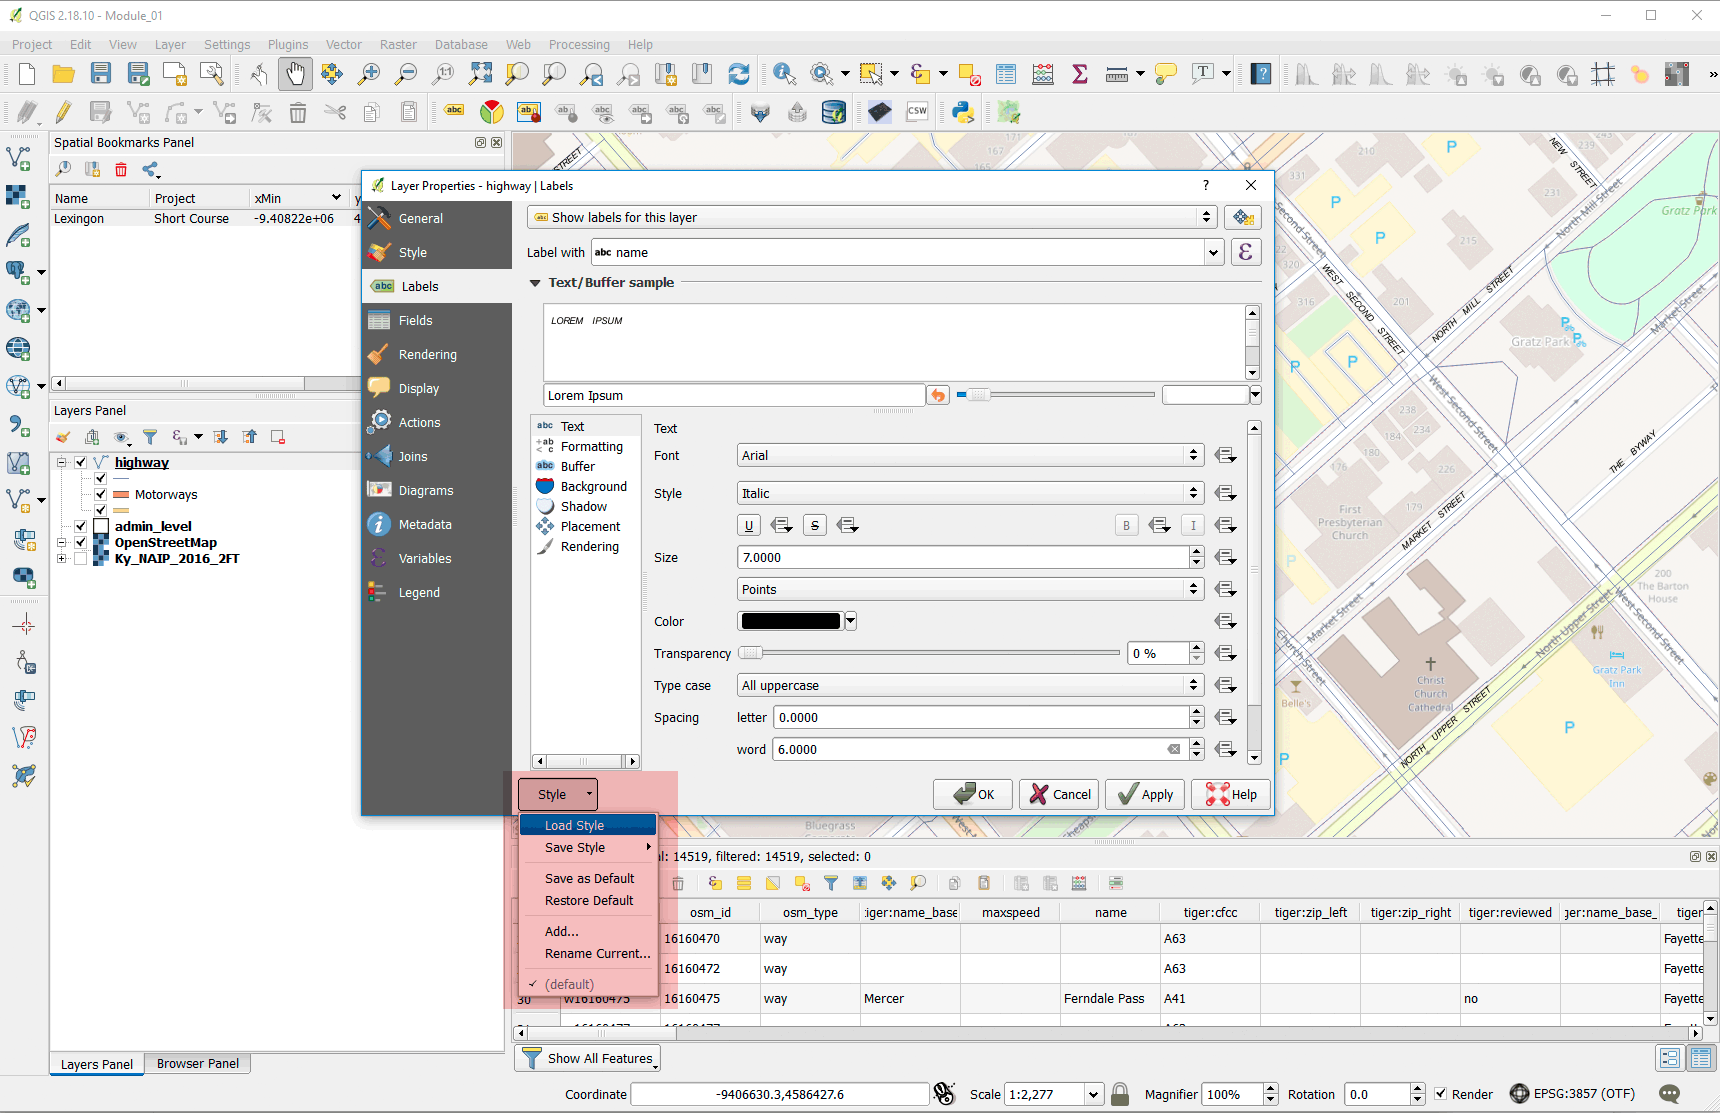 QGIS 2.18.10 - Module_01
Project Edit View Layer Settings Plugins Vector Raster Database Web Processing Help
Spatial Bookmarks Panel
Name Project xMin y
Lexingon Short Course -9.40822e+06 4
Layers Panel
highway
Motorways
admin_level
OpenStreetMap
Ky_NAIP_2016_2FT
Layers Panel Browser Panel
Layer Properties - highway | Labels
General
Style
Labels
Fields
Rendering
Display
Actions
Joins
Diagrams
Metadata
Variables
Legend
Show labels for this layer
Label with abc name
Text/Buffer sample
LOREM IPSUM
Lorem Ipsum
Text
Formatting
Buffer
Background
Shadow
Placement
Rendering
Text
Font Arial
Style Italic
U S B I
Size 7.0000
Points
Color
Transparency 0 %
Type case All uppercase
Spacing letter 0.0000
word 6.0000
Style OK Cancel Apply Help
Load Style
Save Style
Save as Default
Restore Default
Add...
Rename Current...
(default)
STREET
NEW STREET
North Mill Street
Gratz Park
WEST SECOND STREET
NORTH MILL STREET
Market Street
Gratz Park
West Second Street
THE BYWAY
First
Presbyterian
Church
MARKET STREET
200
The Barton
House
Market Street
Church Street
North Upper Street
West Second Street
Gratz Park
Inn
Christ
Church
Cathedral
Belle's
NORTH UPPER STREET
Bluegrass
14519, filtered: 14519, selected: 0
osm_id osm_type tiger:name_base maxspeed name tiger:cfcc tiger:zip_left tiger:zip_right tiger:reviewed ger:name_base_ tiger
16160470 way A63 Fayette
16160472 way A63 Fayette
30 w16160475 16160475 way Mercer Ferndale Pass A41 no Fayette
Show All Features
Coordinate -9406630.3,4586427.6 Scale 1:2,277 Magnifier 100% Rotation 0.0 Render EPSG:3857 (OTF)